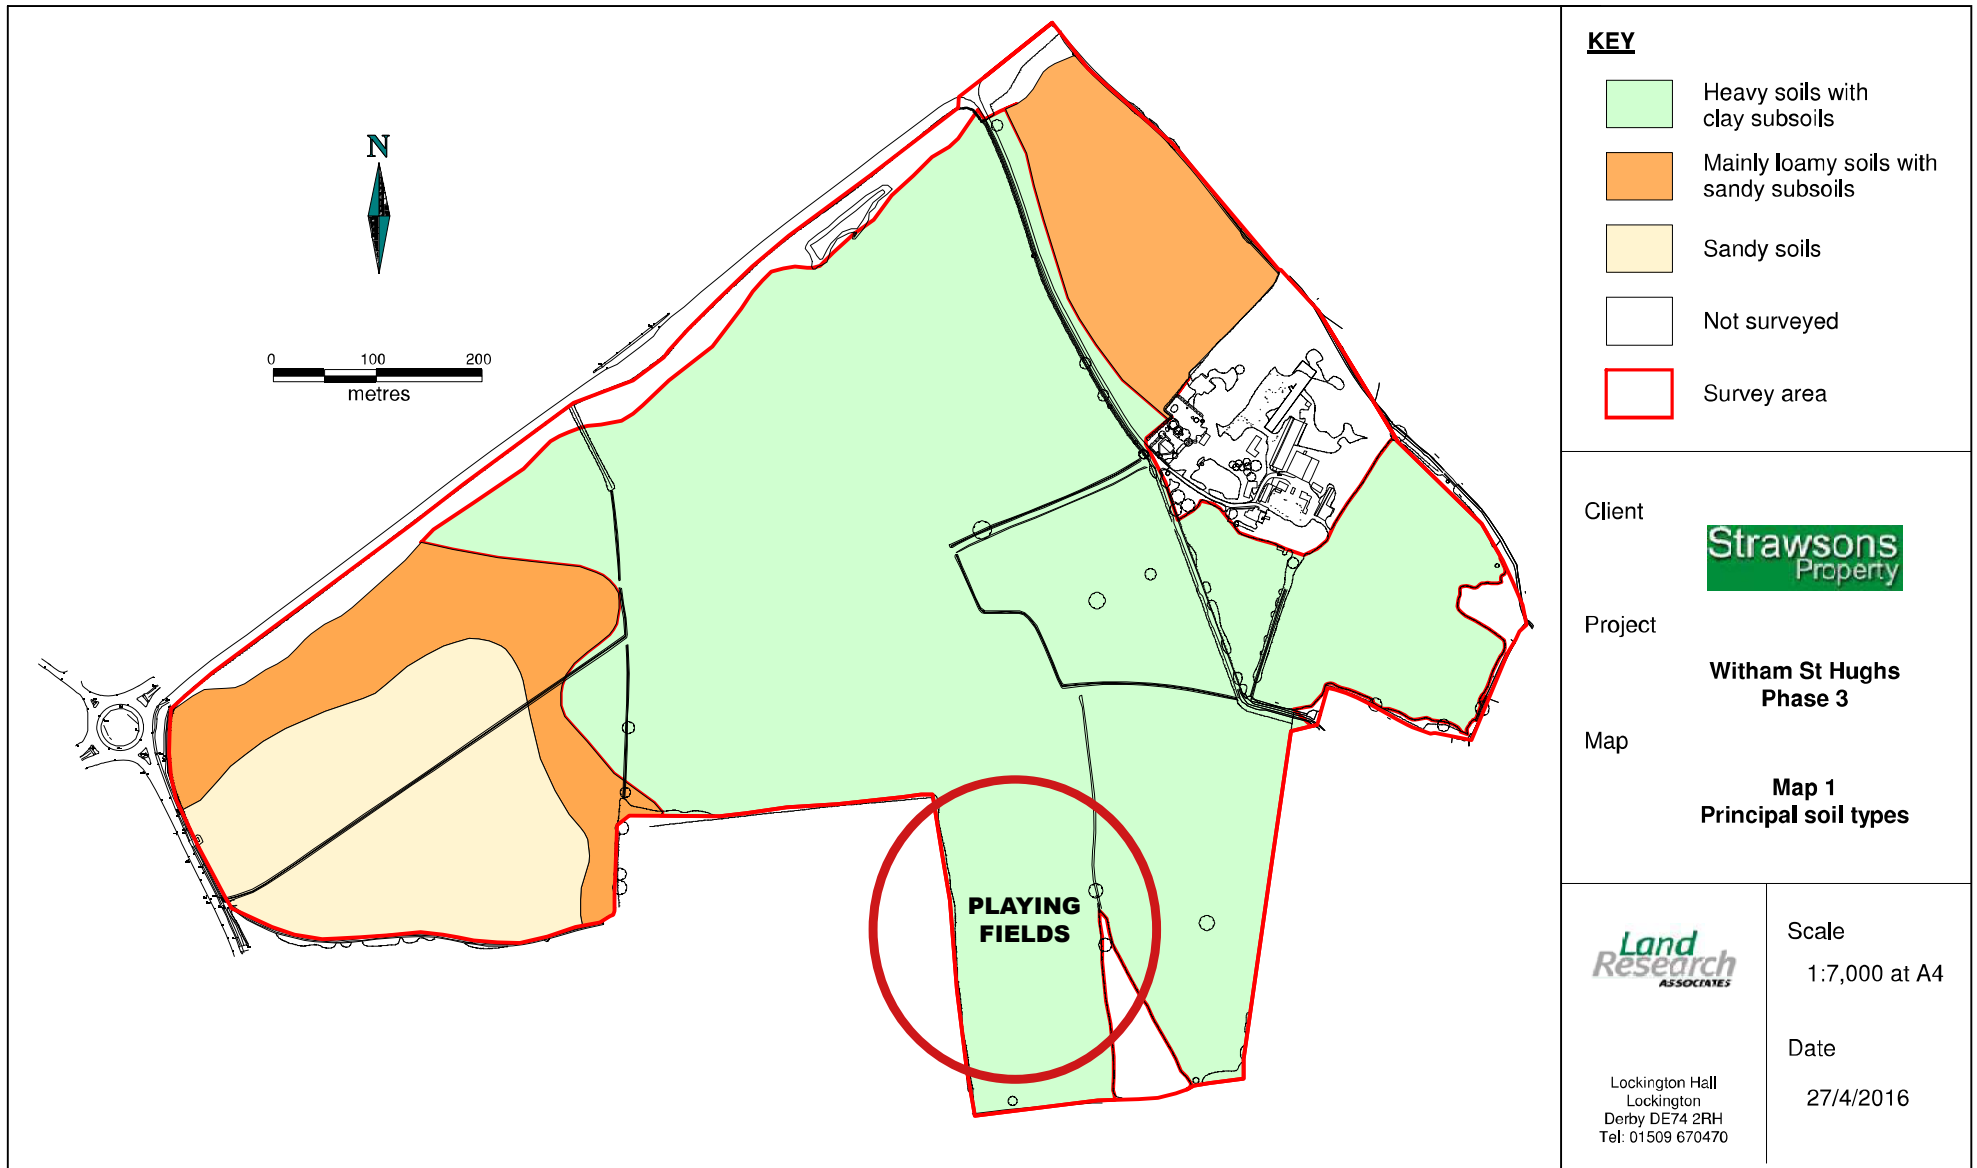 N
0 100 200
metres
PLAYING
FIELDS
KEY
Heavy soils with
clay subsoils
Mainly loamy soils with
sandy subsoils
Sandy soils
Not surveyed
Survey area
Client
Strawsons
Property
Project
Witham St Hughs
Phase 3
Map
Map 1
Principal soil types
Land
Research
ASSOCIATES
Lockington Hall
Lockington
Derby DE74 2RH
Tel: 01509 670470
Scale
1:7,000 at A4
Date
27/4/2016